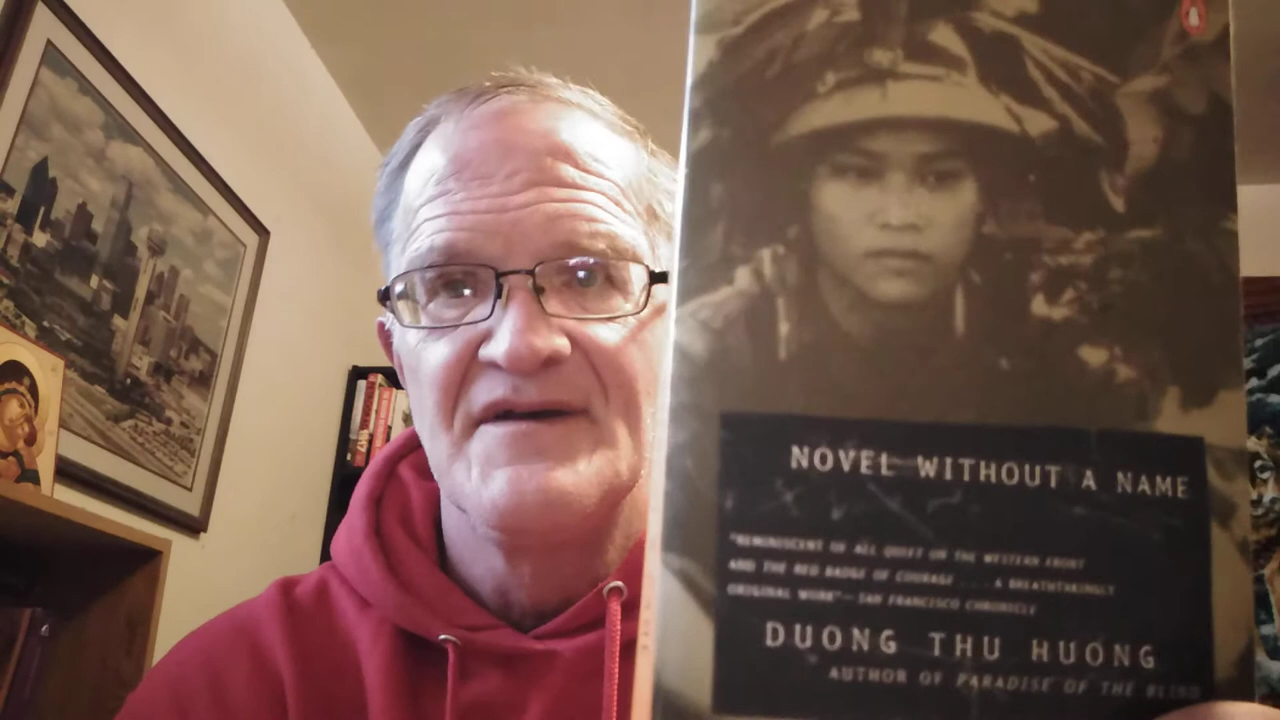 NOVEL WITHOUT A NAME
"REMINISCENT OF ALL QUIET ON THE WESTERN FRONT
AND THE RED BADGE OF COURAGE . . . . A BREATHTAKINGLY
ORIGINAL WORK"—SAN FRANCISCO CHRONICLE
DUONG THU HUONG
AUTHOR OF PARADISE OF THE BLIND